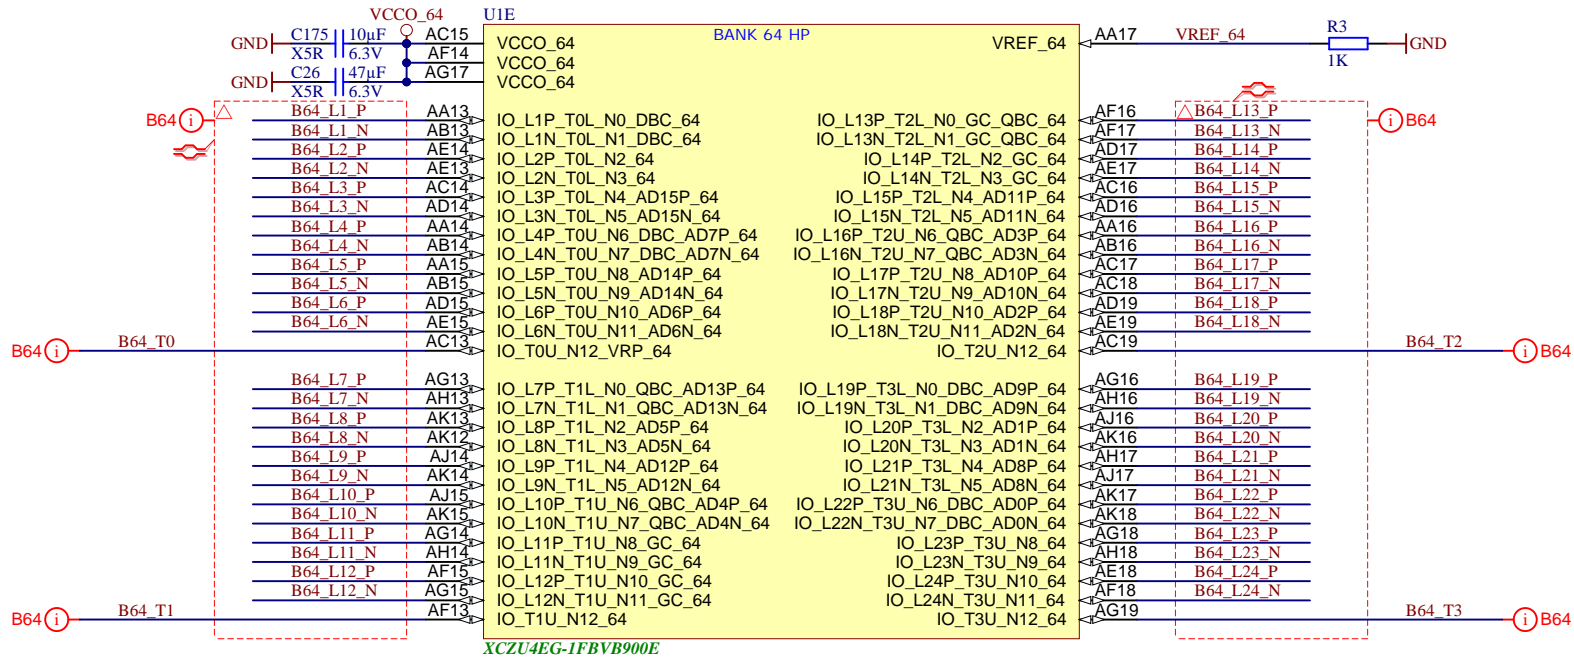 VCCO_64 U1E
GND C175 10µF AC15 VCCO_64 BANK 64 HP VREF_64 AA17 VREF_64 R3 GND
X5R 6.3V AF14 VCCO_64 1K
GND C26 47µF AG17 VCCO_64
X5R 6.3V
B64 i B64_L1_P AA13 IO_L1P_T0L_N0_DBC_64 IO_L13P_T2L_N0_GC_QBC_64 AF16 B64_L13_P i B64
B64_L1_N AB13 IO_L1N_T0L_N1_DBC_64 IO_L13N_T2L_N1_GC_QBC_64 AF17 B64_L13_N
B64_L2_P AE14 IO_L2P_T0L_N2_64 IO_L14P_T2L_N2_GC_64 AD17 B64_L14_P
B64_L2_N AE13 IO_L2N_T0L_N3_64 IO_L14N_T2L_N3_GC_64 AE17 B64_L14_N
B64_L3_P AC14 IO_L3P_T0L_N4_AD15P_64 IO_L15P_T2L_N4_AD11P_64 AC16 B64_L15_P
B64_L3_N AD14 IO_L3N_T0L_N5_AD15N_64 IO_L15N_T2L_N5_AD11N_64 AD16 B64_L15_N
B64_L4_P AA14 IO_L4P_T0U_N6_DBC_AD7P_64 IO_L16P_T2U_N6_QBC_AD3P_64 AA16 B64_L16_P
B64_L4_N AB14 IO_L4N_T0U_N7_DBC_AD7N_64 IO_L16N_T2U_N7_QBC_AD3N_64 AB16 B64_L16_N
B64_L5_P AA15 IO_L5P_T0U_N8_AD14P_64 IO_L17P_T2U_N8_AD10P_64 AC17 B64_L17_P
B64_L5_N AB15 IO_L5N_T0U_N9_AD14N_64 IO_L17N_T2U_N9_AD10N_64 AC18 B64_L17_N
B64_L6_P AD15 IO_L6P_T0U_N10_AD6P_64 IO_L18P_T2U_N10_AD2P_64 AD19 B64_L18_P
B64_L6_N AE15 IO_L6N_T0U_N11_AD6N_64 IO_L18N_T2U_N11_AD2N_64 AE19 B64_L18_N
B64 i B64_T0 AC13 IO_T0U_N12_VRP_64 IO_T2U_N12_64 AC19 B64_T2 i B64
B64_L7_P AG13 IO_L7P_T1L_N0_QBC_AD13P_64 IO_L19P_T3L_N0_DBC_AD9P_64 AG16 B64_L19_P
B64_L7_N AH13 IO_L7N_T1L_N1_QBC_AD13N_64 IO_L19N_T3L_N1_DBC_AD9N_64 AH16 B64_L19_N
B64_L8_P AK13 IO_L8P_T1L_N2_AD5P_64 IO_L20P_T3L_N2_AD1P_64 AJ16 B64_L20_P
B64_L8_N AK12 IO_L8N_T1L_N3_AD5N_64 IO_L20N_T3L_N3_AD1N_64 AK16 B64_L20_N
B64_L9_P AJ14 IO_L9P_T1L_N4_AD12P_64 IO_L21P_T3L_N4_AD8P_64 AH17 B64_L21_P
B64_L9_N AK14 IO_L9N_T1L_N5_AD12N_64 IO_L21N_T3L_N5_AD8N_64 AJ17 B64_L21_N
B64_L10_P AJ15 IO_L10P_T1U_N6_QBC_AD4P_64 IO_L22P_T3U_N6_DBC_AD0P_64 AK17 B64_L22_P
B64_L10_N AK15 IO_L10N_T1U_N7_QBC_AD4N_64 IO_L22N_T3U_N7_DBC_AD0N_64 AK18 B64_L22_N
B64_L11_P AG14 IO_L11P_T1U_N8_GC_64 IO_L23P_T3U_N8_64 AG18 B64_L23_P
B64_L11_N AH14 IO_L11N_T1U_N9_GC_64 IO_L23N_T3U_N9_64 AH18 B64_L23_N
B64_L12_P AF15 IO_L12P_T1U_N10_GC_64 IO_L24P_T3U_N10_64 AE18 B64_L24_P
B64_L12_N AG15 IO_L12N_T1U_N11_GC_64 IO_L24N_T3U_N11_64 AF18 B64_L24_N
B64 i B64_T1 AF13 IO_T1U_N12_64 IO_T3U_N12_64 AG19 B64_T3 i B64
XCZU4EG-1FBVB900E